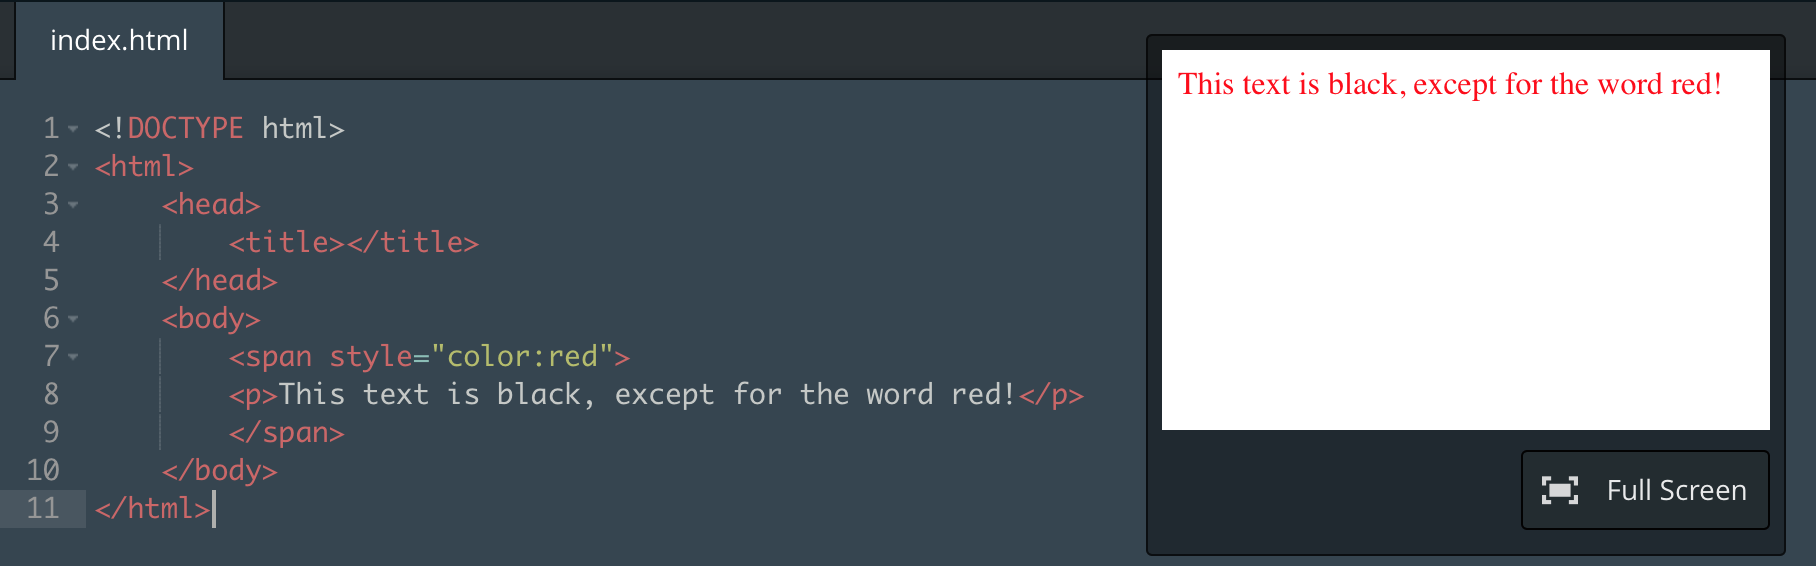 index.html
1 <!DOCTYPE html>
2 <html>
3     <head>
4         <title></title>
5     </head>
6     <body>
7         <span style="color:red">
8         <p>This text is black, except for the word red!</p>
9         </span>
10     </body>
11 </html>
This text is black, except for the word red!
Full Screen